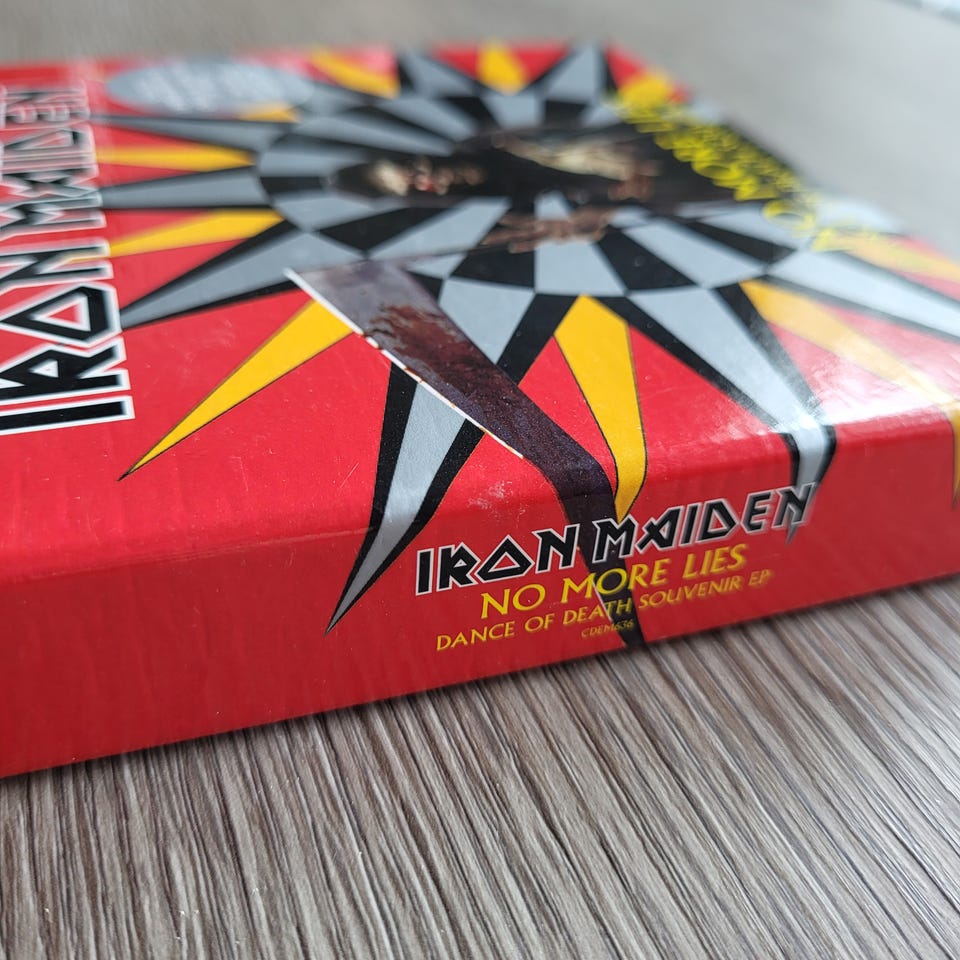 IRON MAIDEN
IRON MAIDEN
NO MORE LIES
DANCE OF DEATH SOUVENIR EP
CDEM636